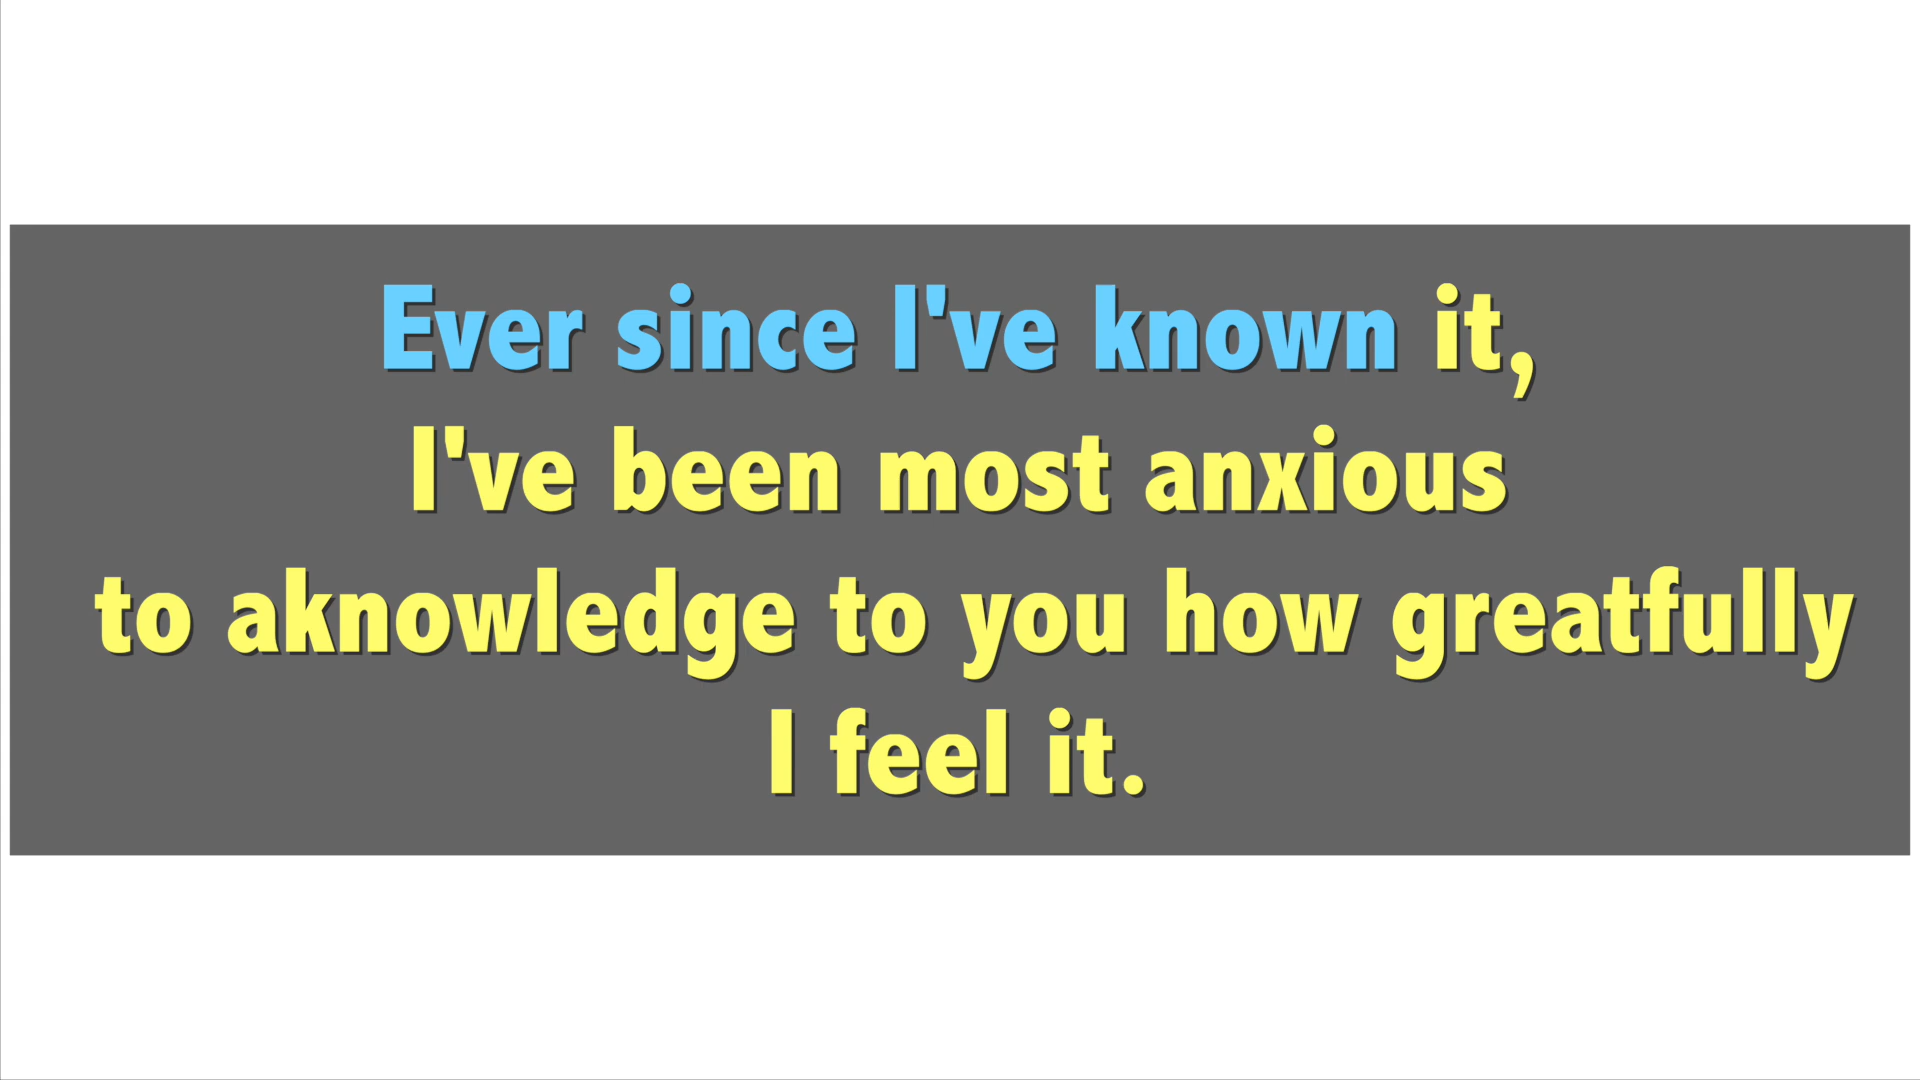 Ever since I've known it,
I've been most anxious
to aknowledge to you how greatfully
I feel it.